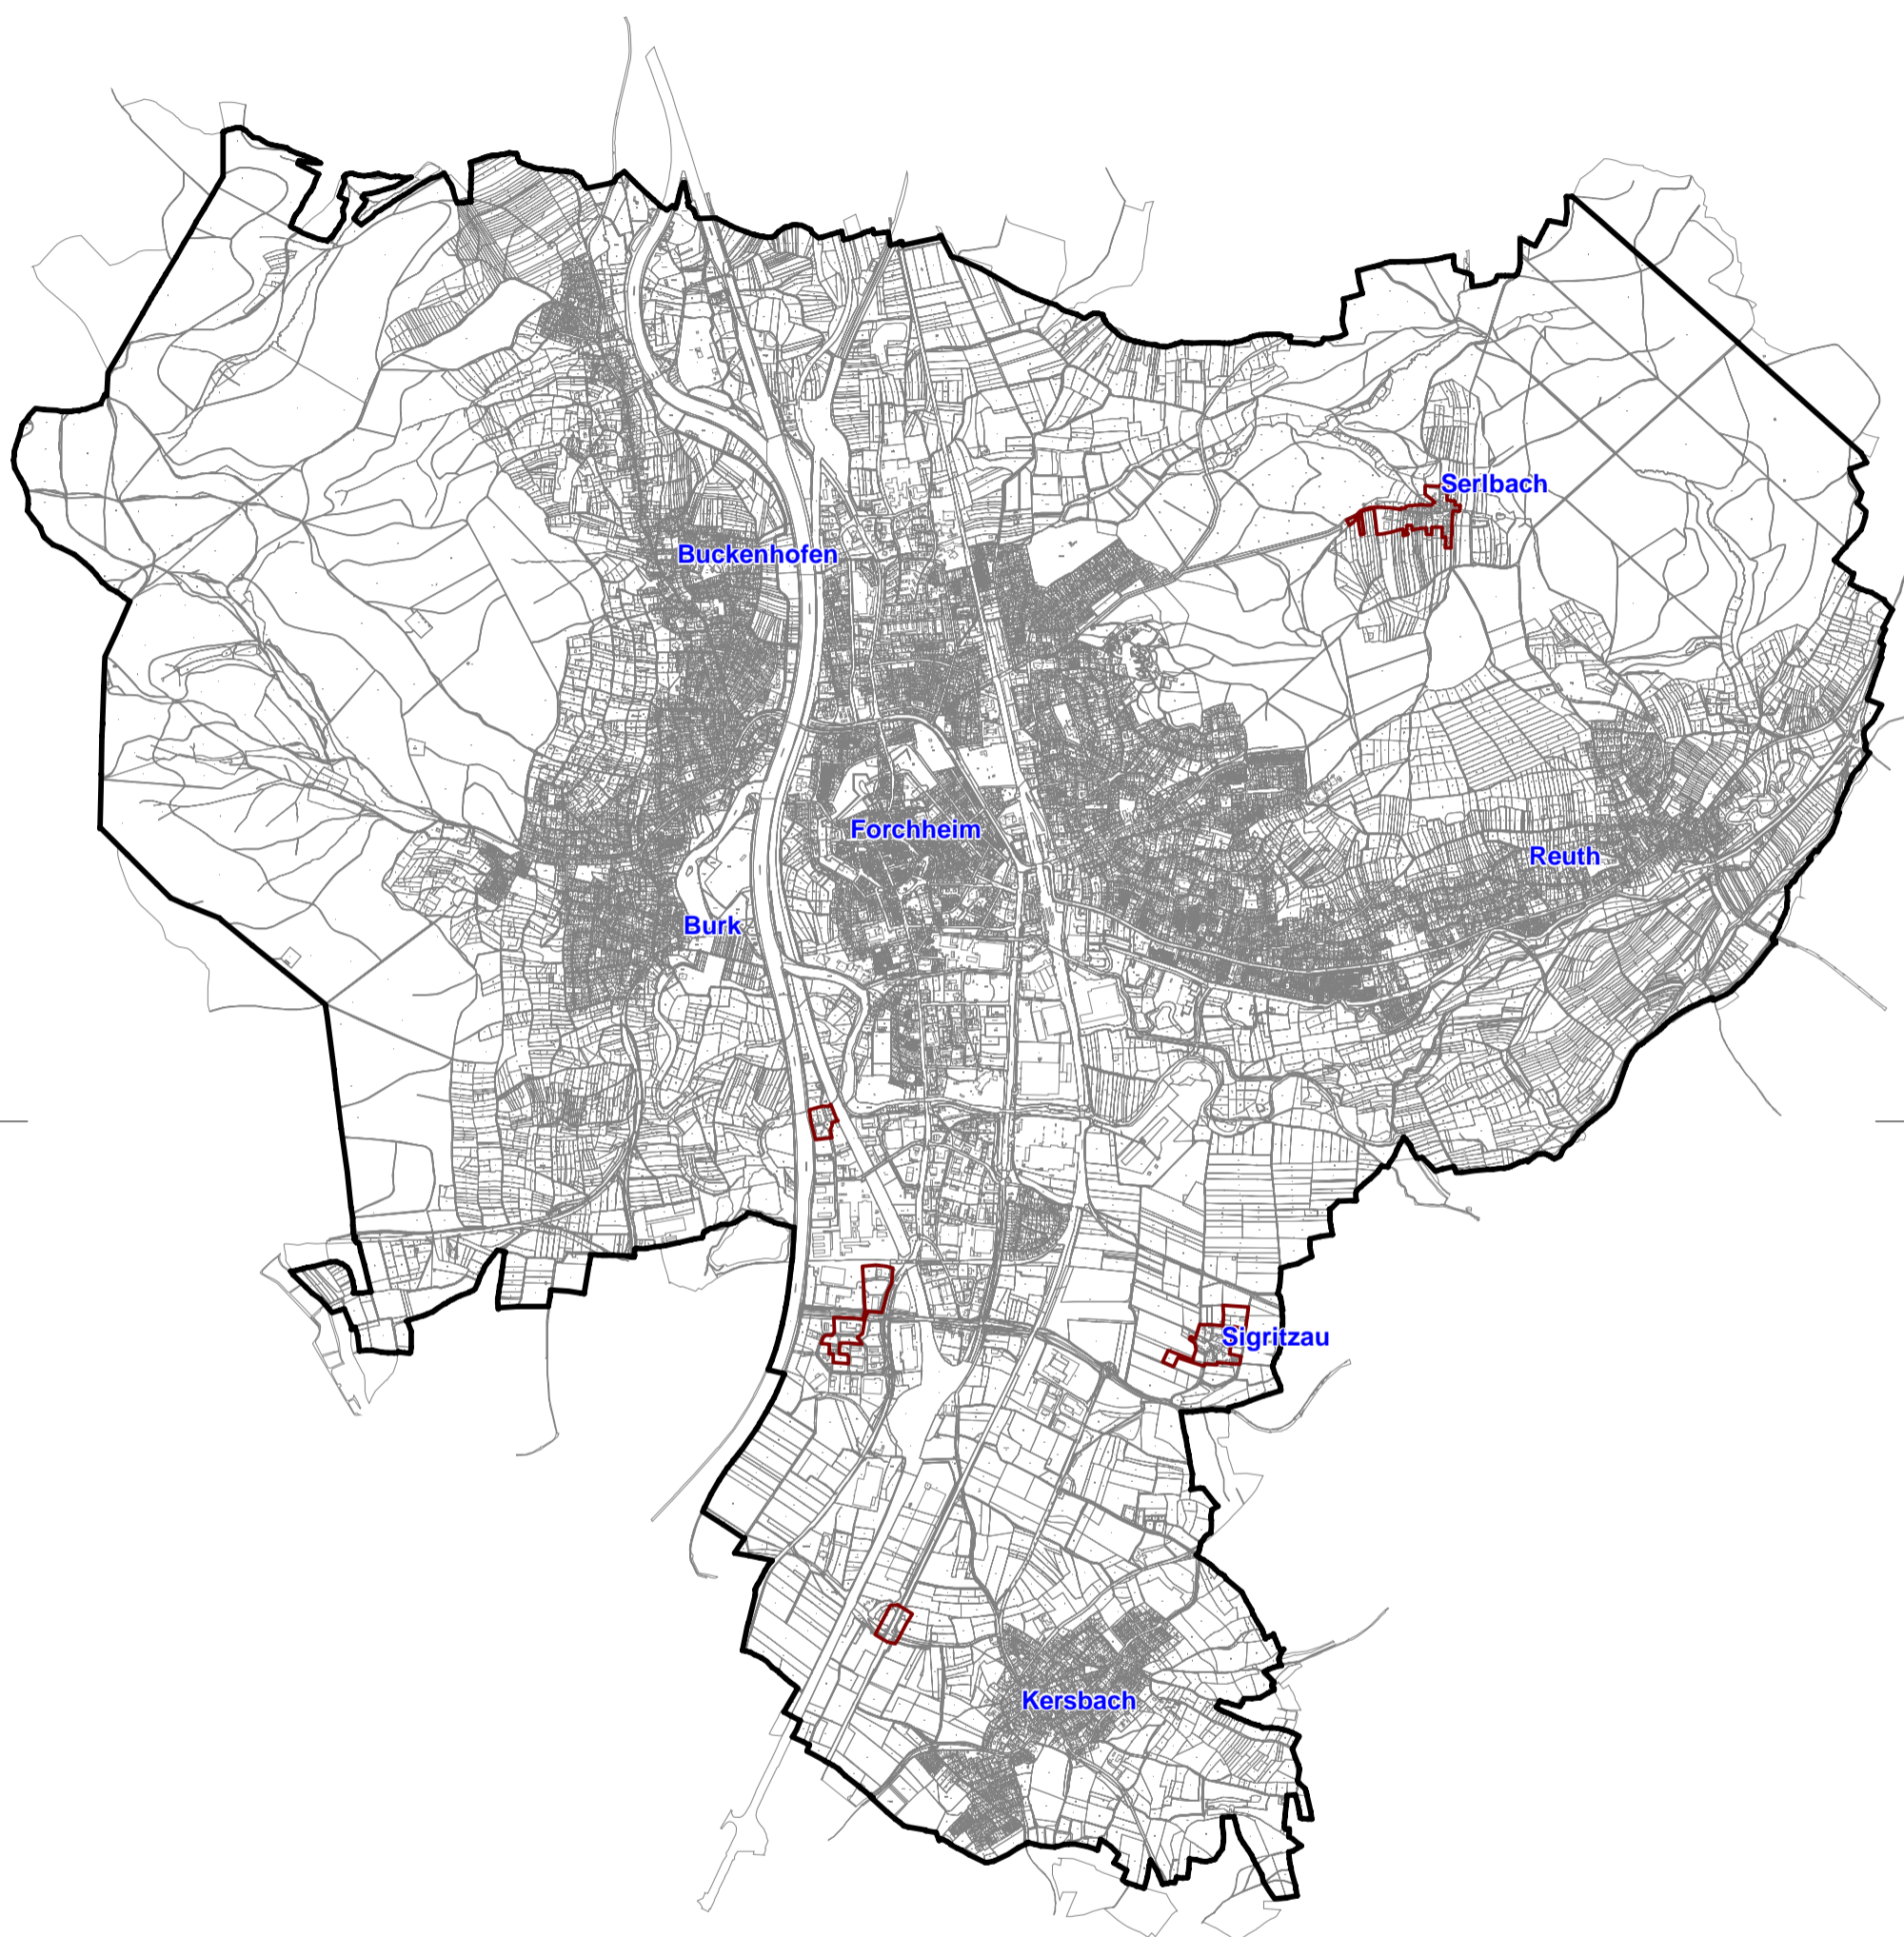 Serlbach
Buckenhofen
Forchheim
Reuth
Burk
Sigritzau
Kersbach